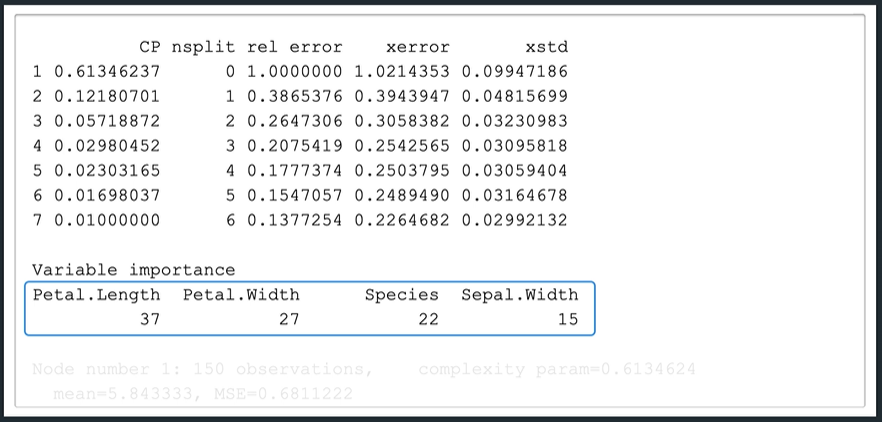 CP nsplit rel error xerror xstd
1 0.61346237 0 1.0000000 1.0214353 0.09947186
2 0.12180701 1 0.3865376 0.3943947 0.04815699
3 0.05718872 2 0.2647306 0.3058382 0.03230983
4 0.02980452 3 0.2075419 0.2542565 0.03095818
5 0.02303165 4 0.1777374 0.2503795 0.03059404
6 0.01698037 5 0.1547057 0.2489490 0.03164678
7 0.01000000 6 0.1377254 0.2264682 0.02992132
Variable importance
Petal.Length Petal.Width Species Sepal.Width
37 27 22 15
Node number 1: 150 observations, complexity param=0.6134624
mean=5.843333, MSE=0.6811222